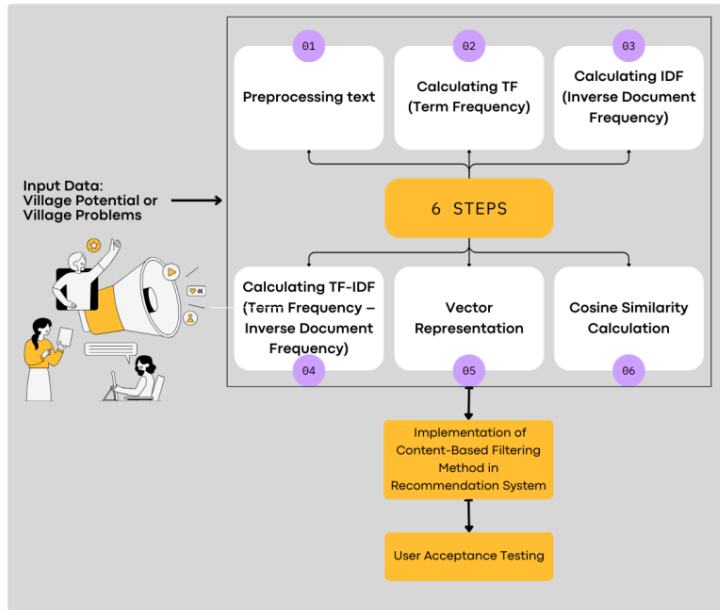 01
Preprocessing text
02
Calculating TF
(Term Frequency)
03
Calculating IDF
(Inverse Document
Frequency)
Input Data:
Village Potential or
Village Problems
6 STEPS
Calculating TF-IDF
(Term Frequency –
Inverse Document
Frequency)
04
Vector
Representation
05
Cosine Similarity
Calculation
06
Implementation of
Content-Based Filtering
Method in
Recommendation System
User Acceptance Testing